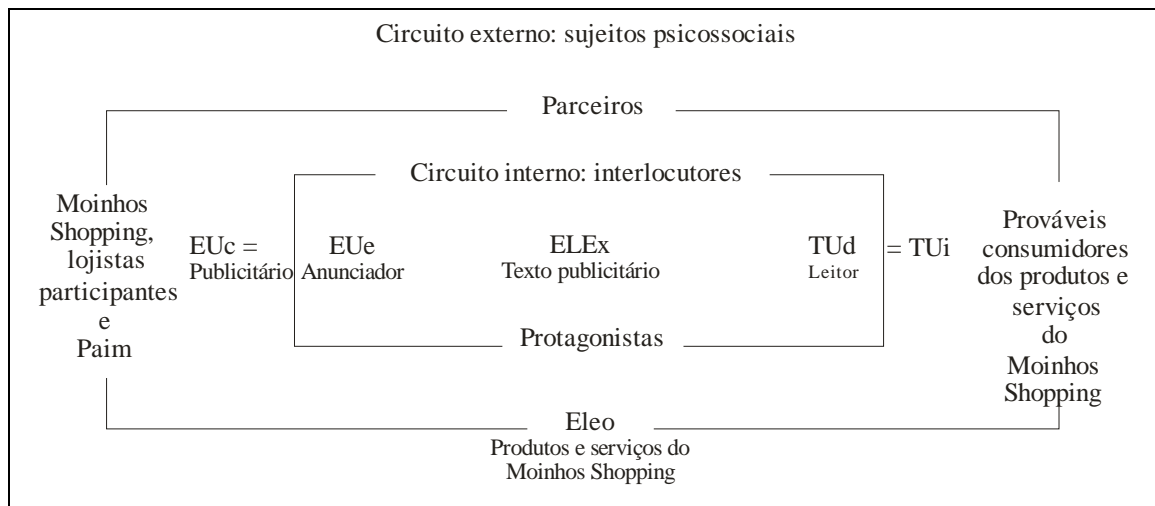 Circuito externo: sujeitos psicossociais
Parceiros
Circuito interno: interlocutores
Moinhos
Shopping,
lojistas
participantes
e
Paim
EUc =
Publicitário
EUe
Anunciador
ELEx
Texto publicitário
TUd
Leitor
= TUi
Prováveis
consumidores
dos produtos e
serviços
do
Moinhos
Shopping
Protagonistas
Eleo
Produtos e serviços do
Moinhos Shopping